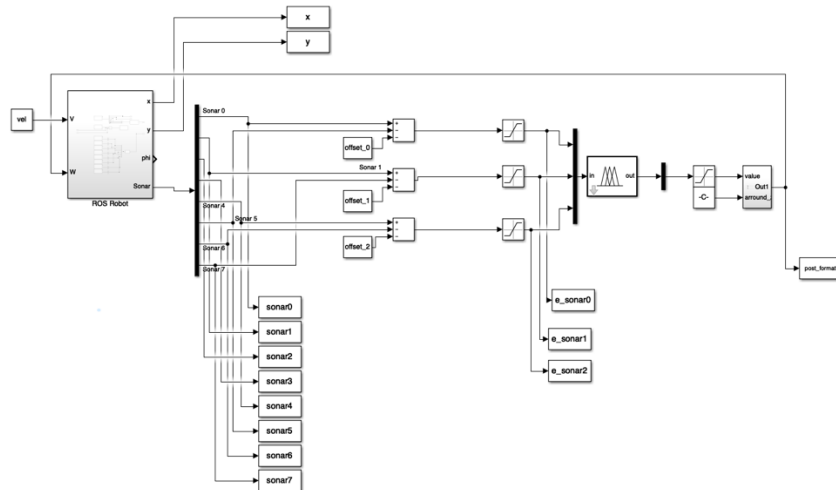 x
y
vel
V
W
x
y
phi
Sonar
ROS Robot
Sonar 0
Sonar 1
Sonar 4
Sonar 5
Sonar 6
Sonar 7
offset_0
offset_1
offset_2
in
out
-C-
value
Out1
arround_
post_format
sonar0
sonar1
sonar2
sonar3
sonar4
sonar5
sonar6
sonar7
e_sonar0
e_sonar1
e_sonar2